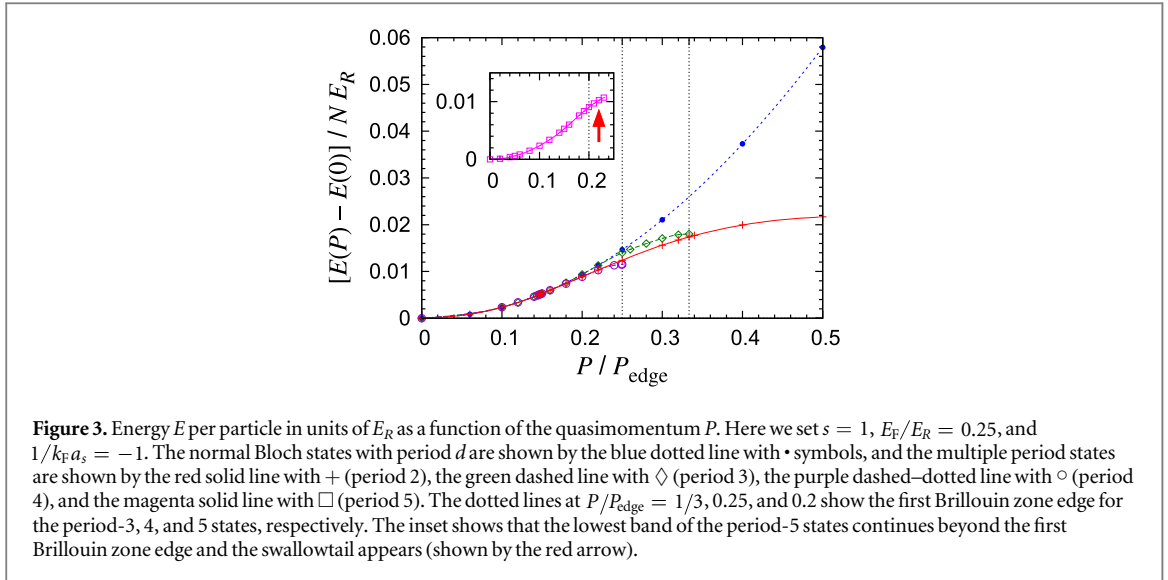 0.06
0.05
0.04
0.03
0.02
0.01
0
[E(P) − E(0)] / N E_R
0.01
0
0 0.1 0.2
0 0.1 0.2 0.3 0.4 0.5
P / P_edge
Figure 3. Energy E per particle in units of E_R as a function of the quasimomentum P. Here we set s = 1, E_F/E_R = 0.25, and
1/k_F a_s = −1. The normal Bloch states with period d are shown by the blue dotted line with • symbols, and the multiple period states
are shown by the red solid line with + (period 2), the green dashed line with ◇ (period 3), the purple dashed–dotted line with ○ (period
4), and the magenta solid line with □ (period 5). The dotted lines at P/P_edge = 1/3, 0.25, and 0.2 show the first Brillouin zone edge for
the period-3, 4, and 5 states, respectively. The inset shows that the lowest band of the period-5 states continues beyond the first
Brillouin zone edge and the swallowtail appears (shown by the red arrow).